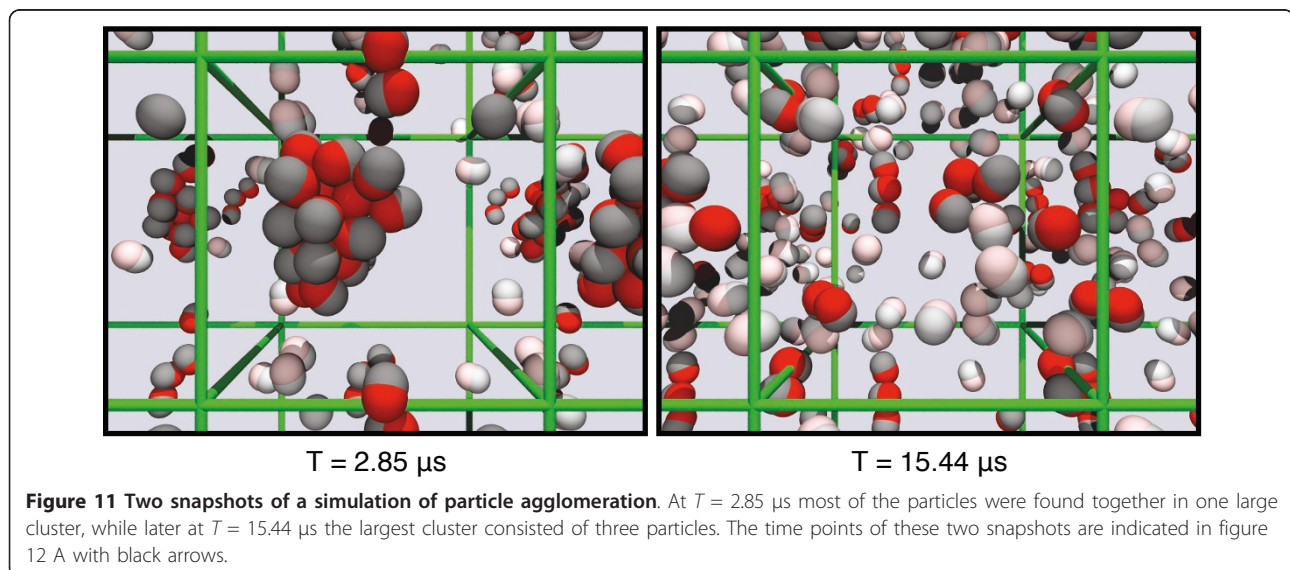 T = 2.85 µs
T = 15.44 µs
Figure 11 Two snapshots of a simulation of particle agglomeration. At T = 2.85 µs most of the particles were found together in one large
cluster, while later at T = 15.44 µs the largest cluster consisted of three particles. The time points of these two snapshots are indicated in figure
12 A with black arrows.